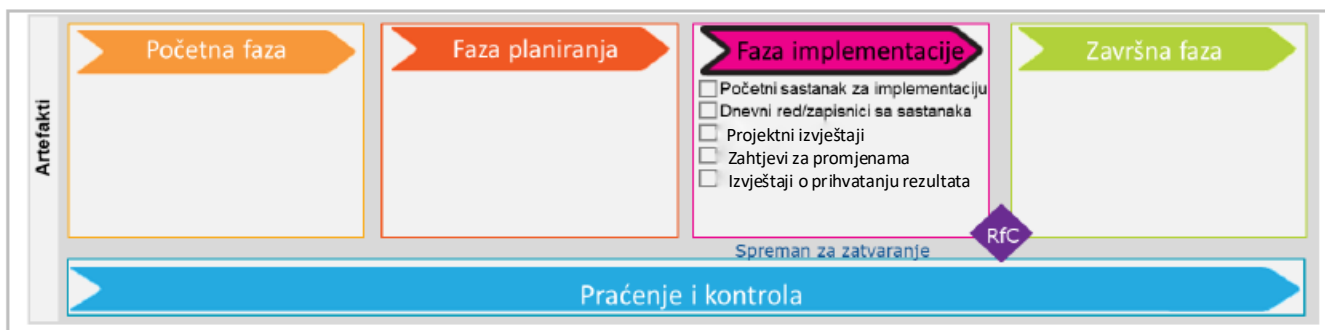 Početna faza
Faza planiranja
Faza implementacije
Završna faza
Artefakti
Početni sastanak za implementaciju
Dnevni red/zapisnici sa sastanaka
Projektni izvještaji
Zahtjevi za promjenama
Izvještaji o prihvatanju rezultata
RfC
Spreman za zatvaranje
Praćenje i kontrola